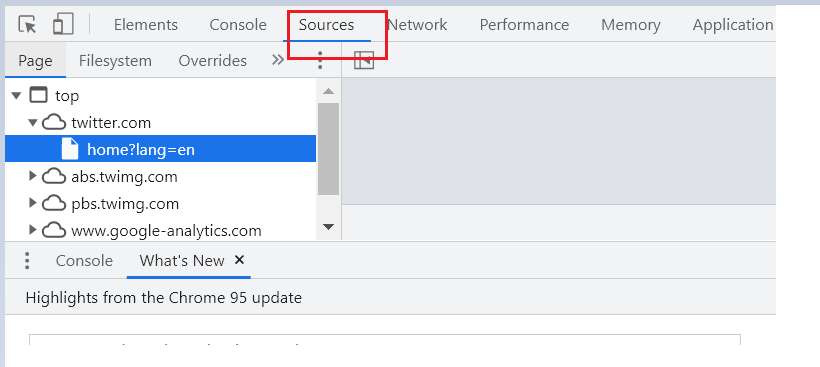 Elements Console Sources Network Performance Memory Application
Page Filesystem Overrides »
top
twitter.com
home?lang=en
abs.twimg.com
pbs.twimg.com
www.google-analytics.com
Console What's New ×
Highlights from the Chrome 95 update